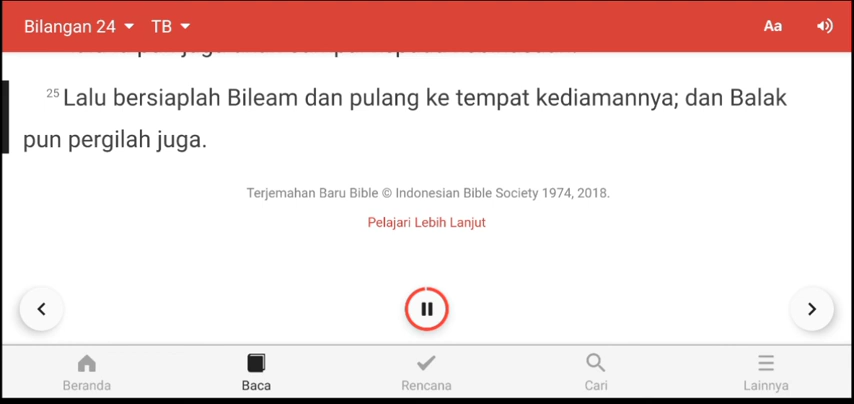 Bilangan 24 TB Aa
25 Lalu bersiaplah Bileam dan pulang ke tempat kediamannya; dan Balak
pun pergilah juga.
Terjemahan Baru Bible © Indonesian Bible Society 1974, 2018.
Pelajari Lebih Lanjut
Beranda Baca Rencana Cari Lainnya